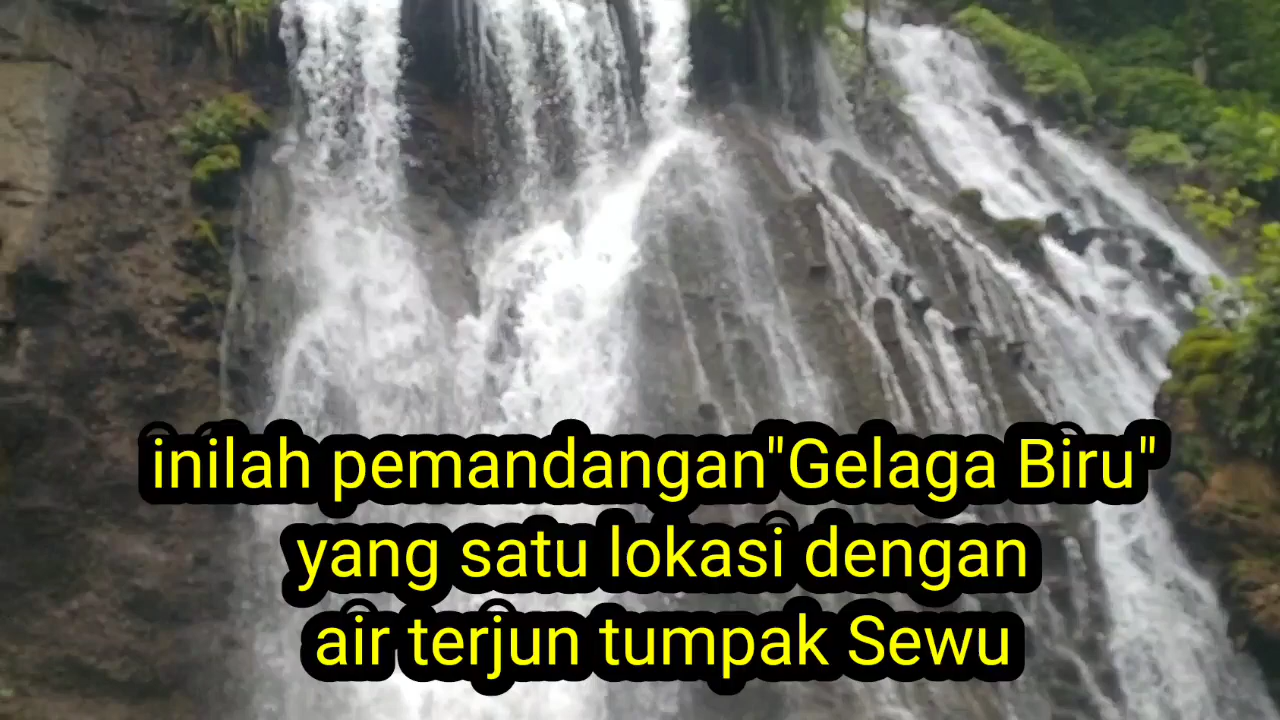 inilah pemandangan"Gelaga Biru"
yang satu lokasi dengan
air terjun tumpak Sewu